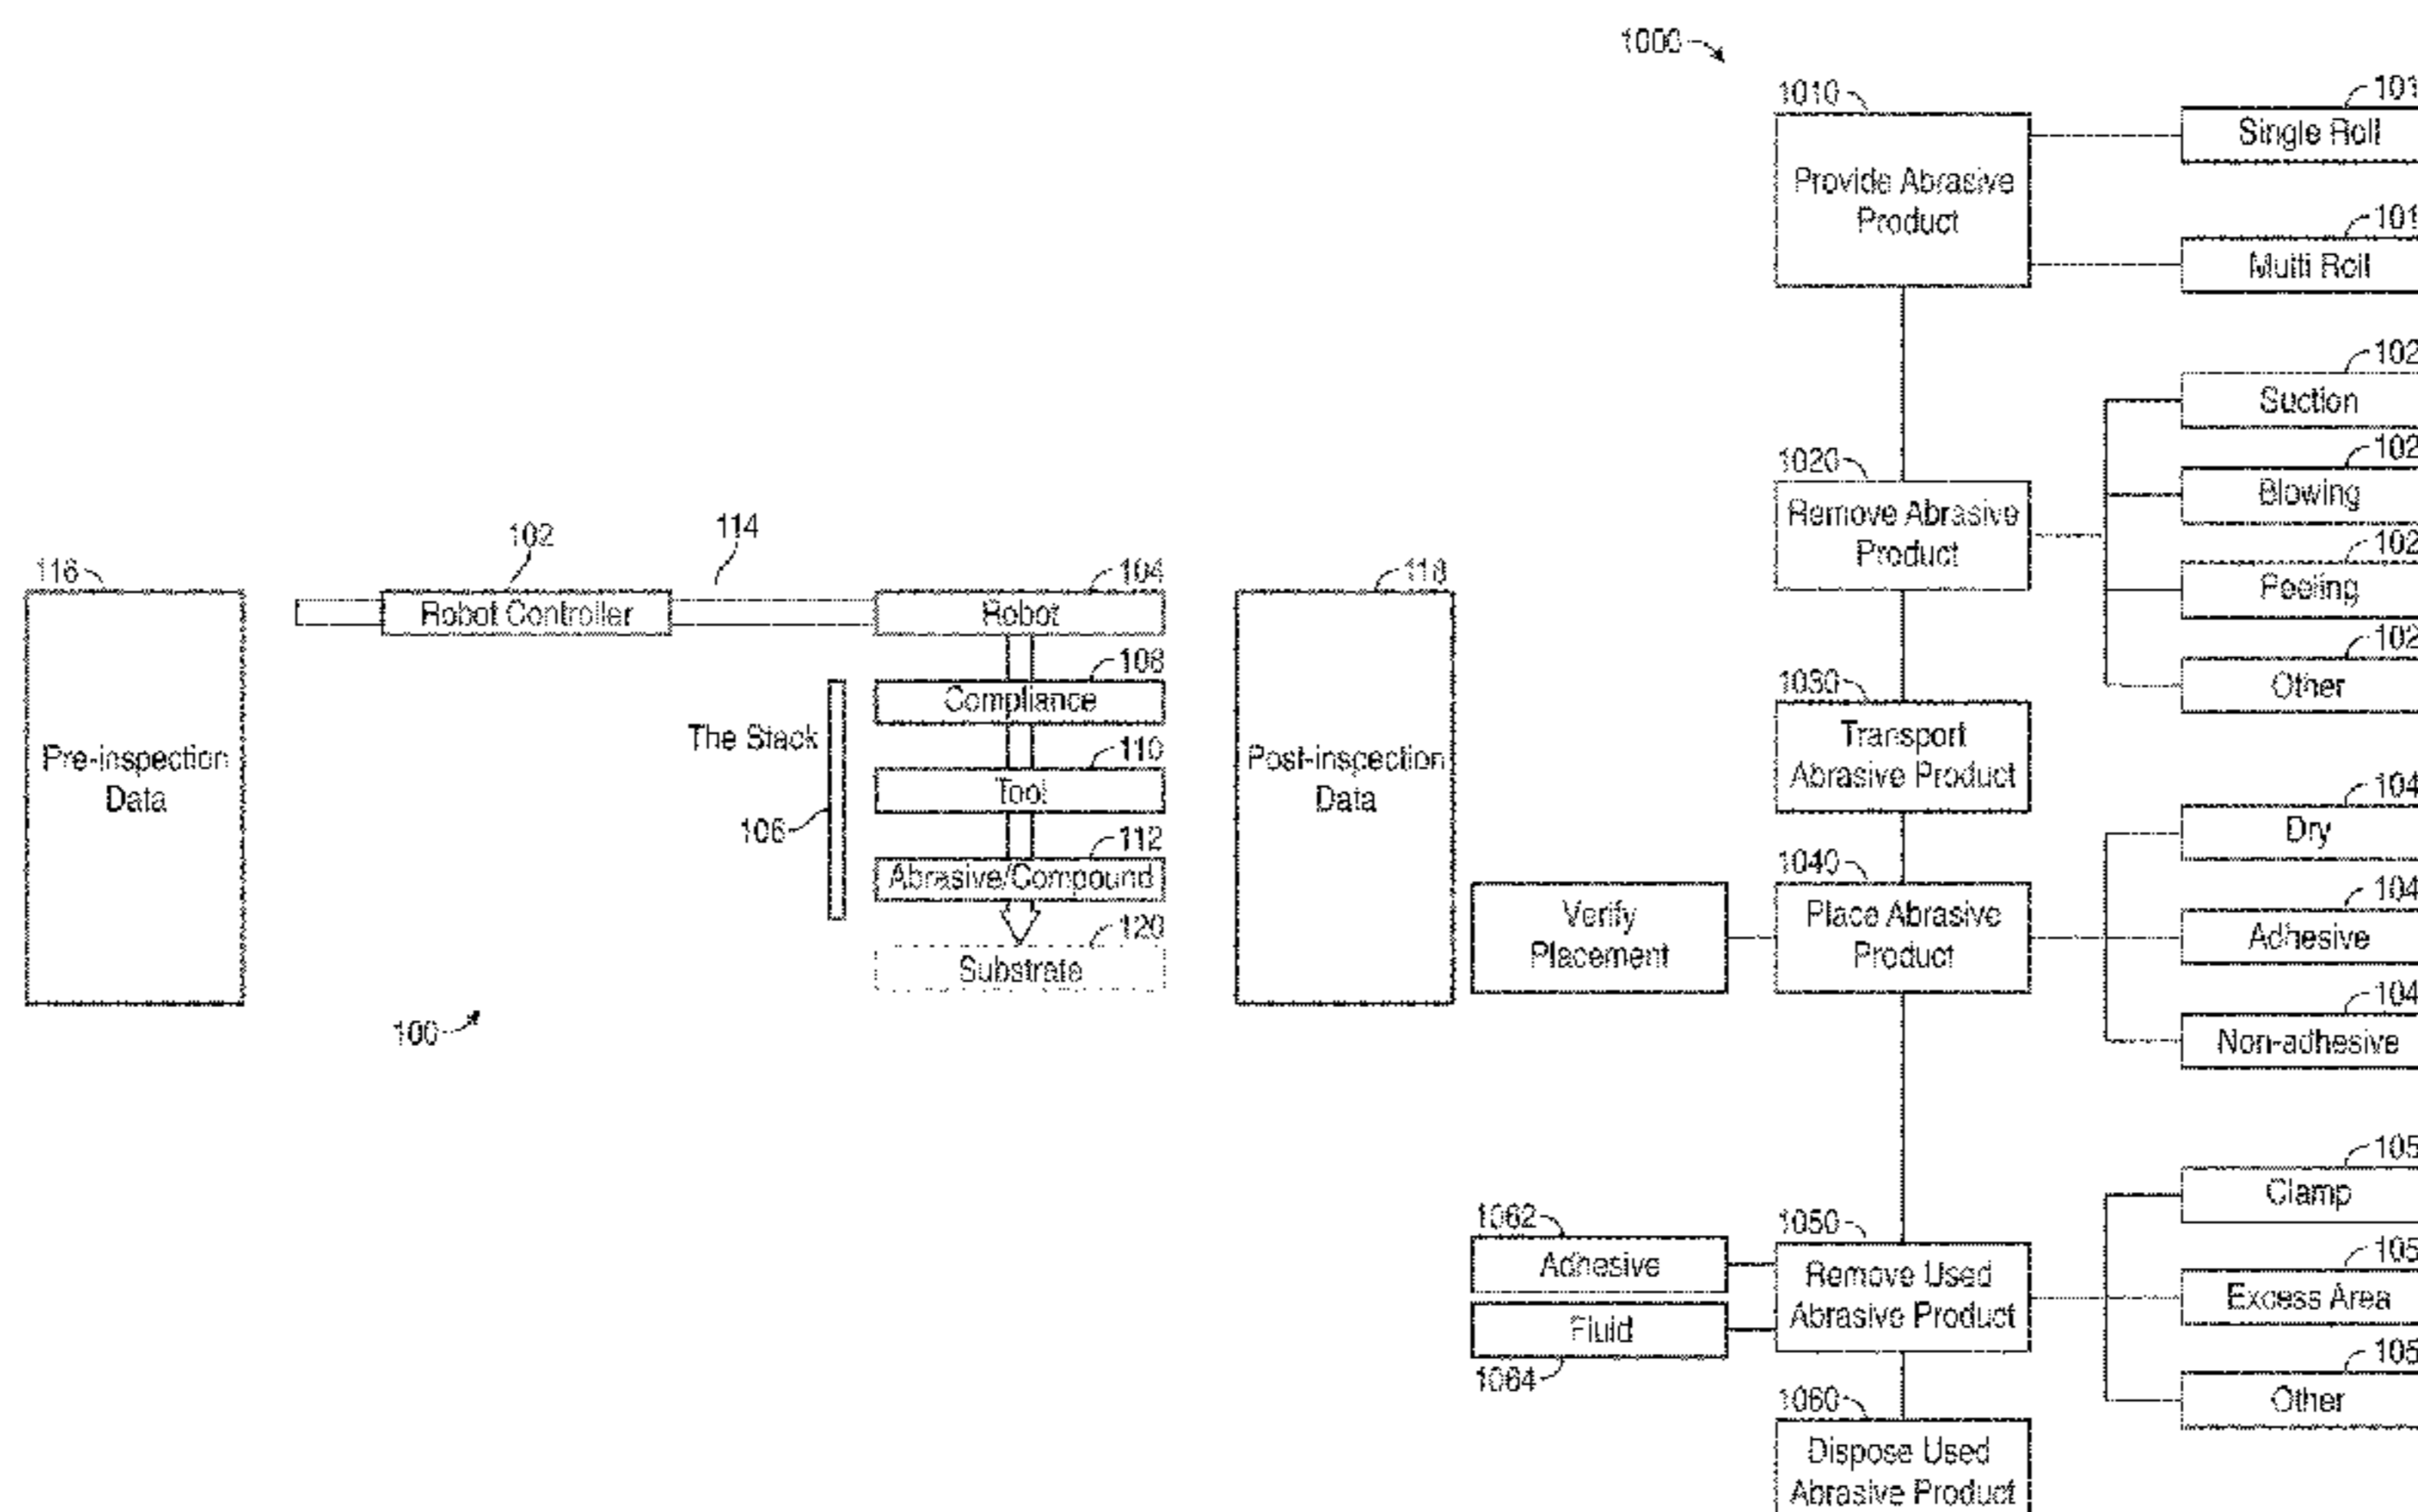 116
Pre-inspection
Data
102
Robot Controller
114
104
Robot
The Stack
106
108
Compliance
110
Tool
112
Abrasive/Compound
120
Substrate
100
118
Post-inspection
Data
1000
1010
Provide Abrasive
Product
101
Single Roll
101
Multi Roll
1020
Remove Abrasive
Product
102
Suction
102
Blowing
102
Peeling
102
Other
1030
Transport
Abrasive Product
1040
Place Abrasive
Product
Verify
Placement
104
Dry
104
Adhesive
104
Non-adhesive
1050
Remove Used
Abrasive Product
1062
Adhesive
Fluid
1064
105
Clamp
105
Excess Area
105
Other
1060
Dispose Used
Abrasive Product